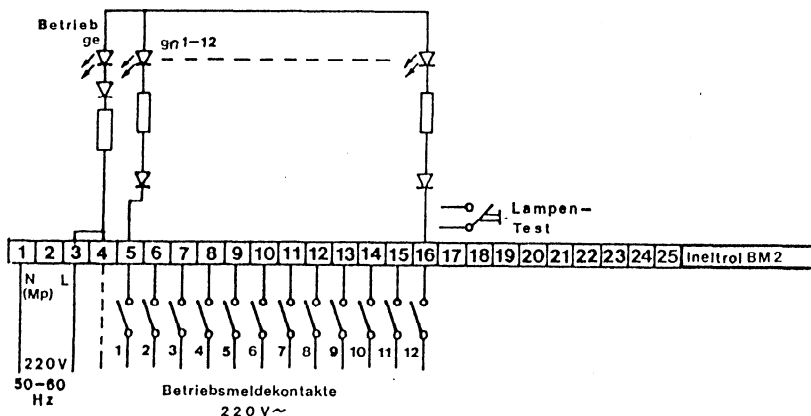 Betrieb
ge
gn 1-12
Lampen-
Test
1 2 3 4 5 6 7 8 9 10 11 12 13 14 15 16 17 18 19 20 21 22 23 24 25 Ineltrol BM 2
N L
(Mp)
1 2 3 4 5 6 7 8 9 10 11 12
220V
50-60
Hz
Betriebsmeldekontakte
220V~